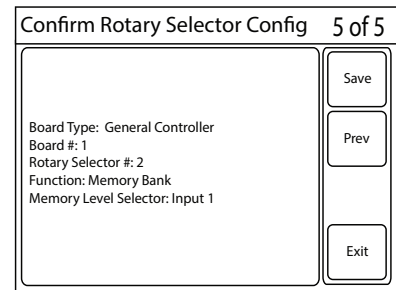 Confirm Rotary Selector Config 5 of 5
Save
Board Type: General Controller
Board #: 1
Rotary Selector #: 2
Function: Memory Bank
Memory Level Selector: Input 1
Prev
Exit